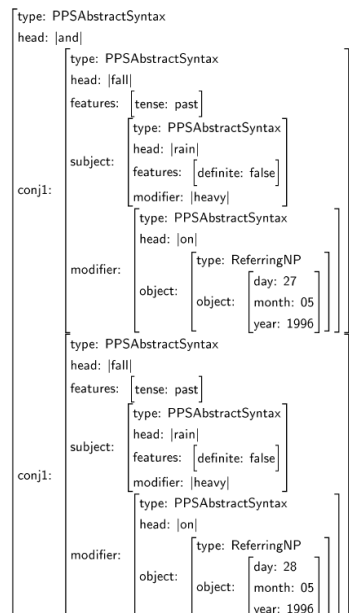 type: PPSAbstractSyntax
head: |and|
conj1:
type: PPSAbstractSyntax
head: |fall|
features: [tense: past]
subject:
type: PPSAbstractSyntax
head: |rain|
features: [definite: false]
modifier: |heavy|
modifier:
type: PPSAbstractSyntax
head: |on|
object:
type: ReferringNP
object:
day: 27
month: 05
year: 1996
conj1:
type: PPSAbstractSyntax
head: |fall|
features: [tense: past]
subject:
type: PPSAbstractSyntax
head: |rain|
features: [definite: false]
modifier: |heavy|
modifier:
type: PPSAbstractSyntax
head: |on|
object:
type: ReferringNP
object:
day: 28
month: 05
year: 1996